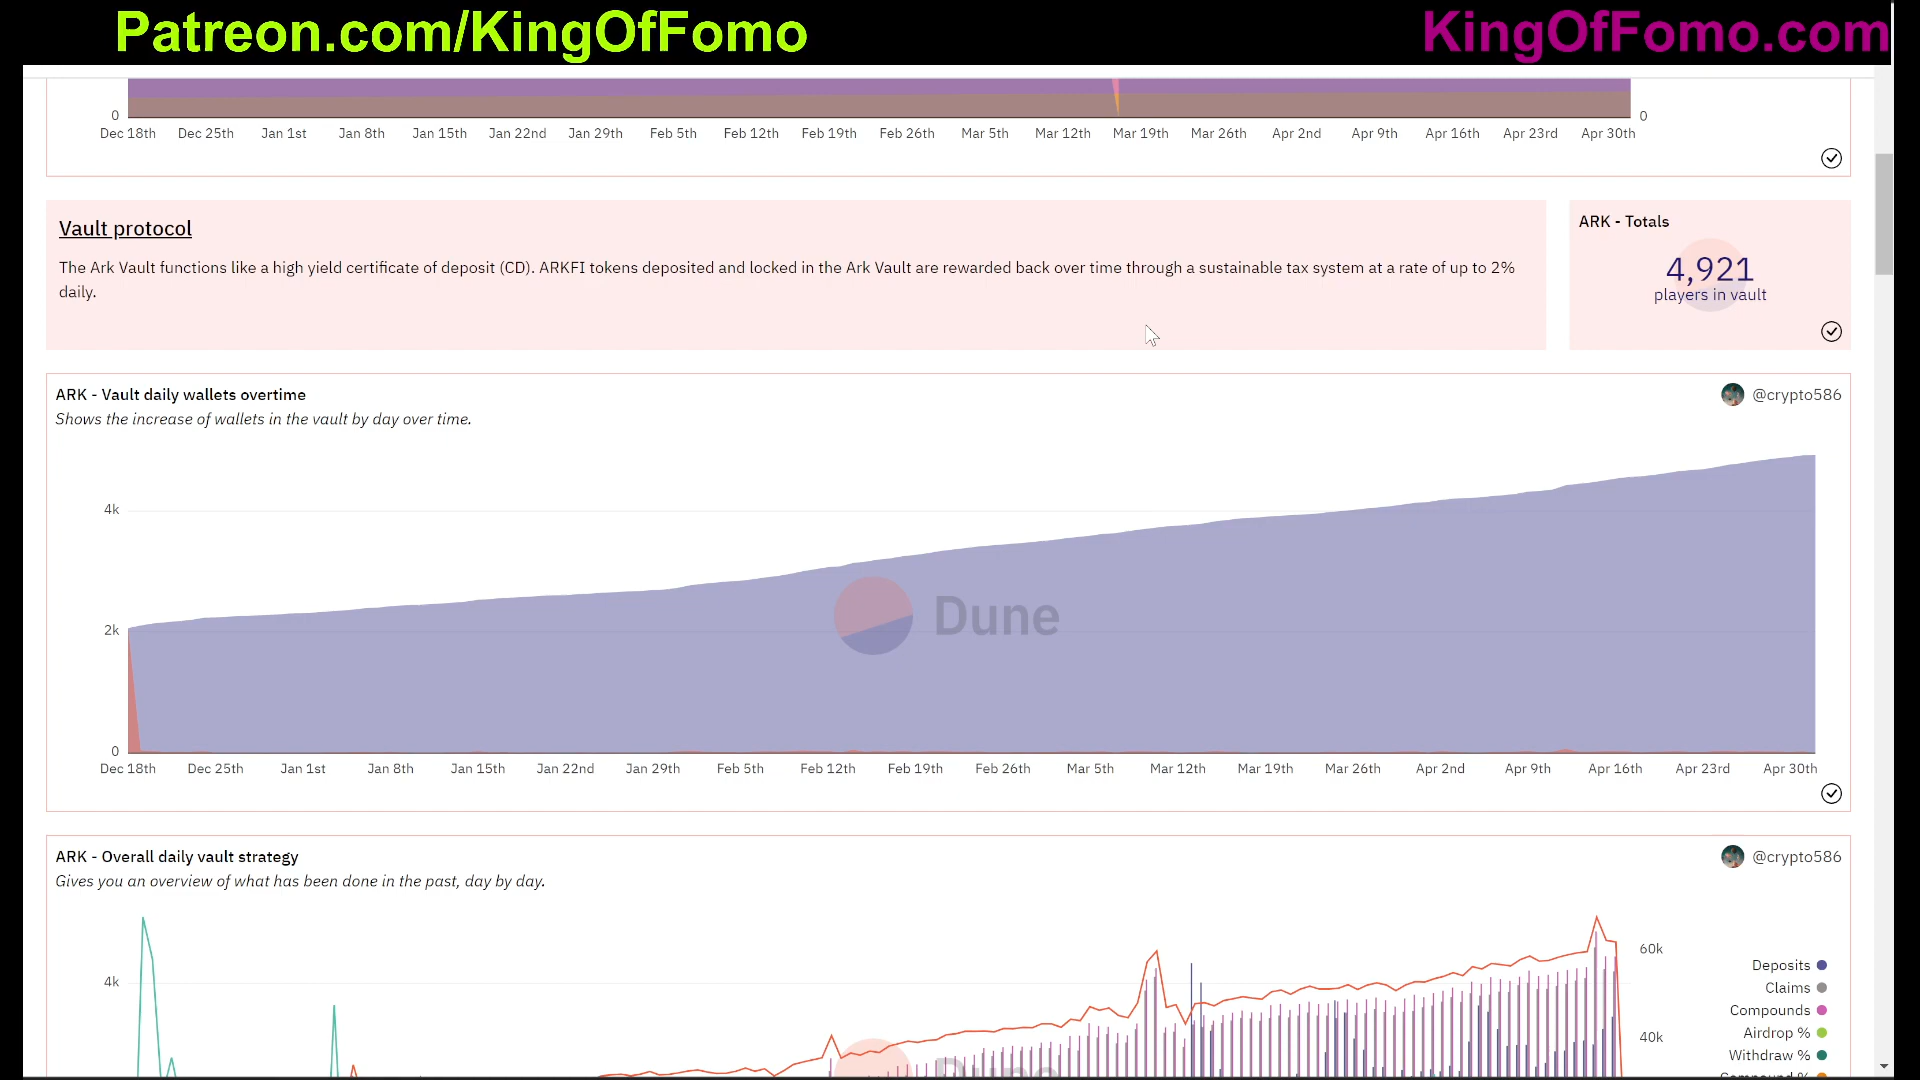 Patreon.com/KingOfFomo
KingOfFomo.com
0
0
Dec 18th Dec 25th Jan 1st Jan 8th Jan 15th Jan 22nd Jan 29th Feb 5th Feb 12th Feb 19th Feb 26th Mar 5th Mar 12th Mar 19th Mar 26th Apr 2nd Apr 9th Apr 16th Apr 23rd Apr 30th
Vault protocol
The Ark Vault functions like a high yield certificate of deposit (CD). ARKFI tokens deposited and locked in the Ark Vault are rewarded back over time through a sustainable tax system at a rate of up to 2%
daily.
ARK - Totals
4,921
players in vault
ARK - Vault daily wallets overtime
@crypto586
Shows the increase of wallets in the vault by day over time.
4k
2k
0
Dune
Dec 18th Dec 25th Jan 1st Jan 8th Jan 15th Jan 22nd Jan 29th Feb 5th Feb 12th Feb 19th Feb 26th Mar 5th Mar 12th Mar 19th Mar 26th Apr 2nd Apr 9th Apr 16th Apr 23rd Apr 30th
ARK - Overall daily vault strategy
@crypto586
Gives you an overview of what has been done in the past, day by day.
4k
60k
40k
Dune
Deposits
Claims
Compounds
Airdrop %
Withdraw %
Compound %